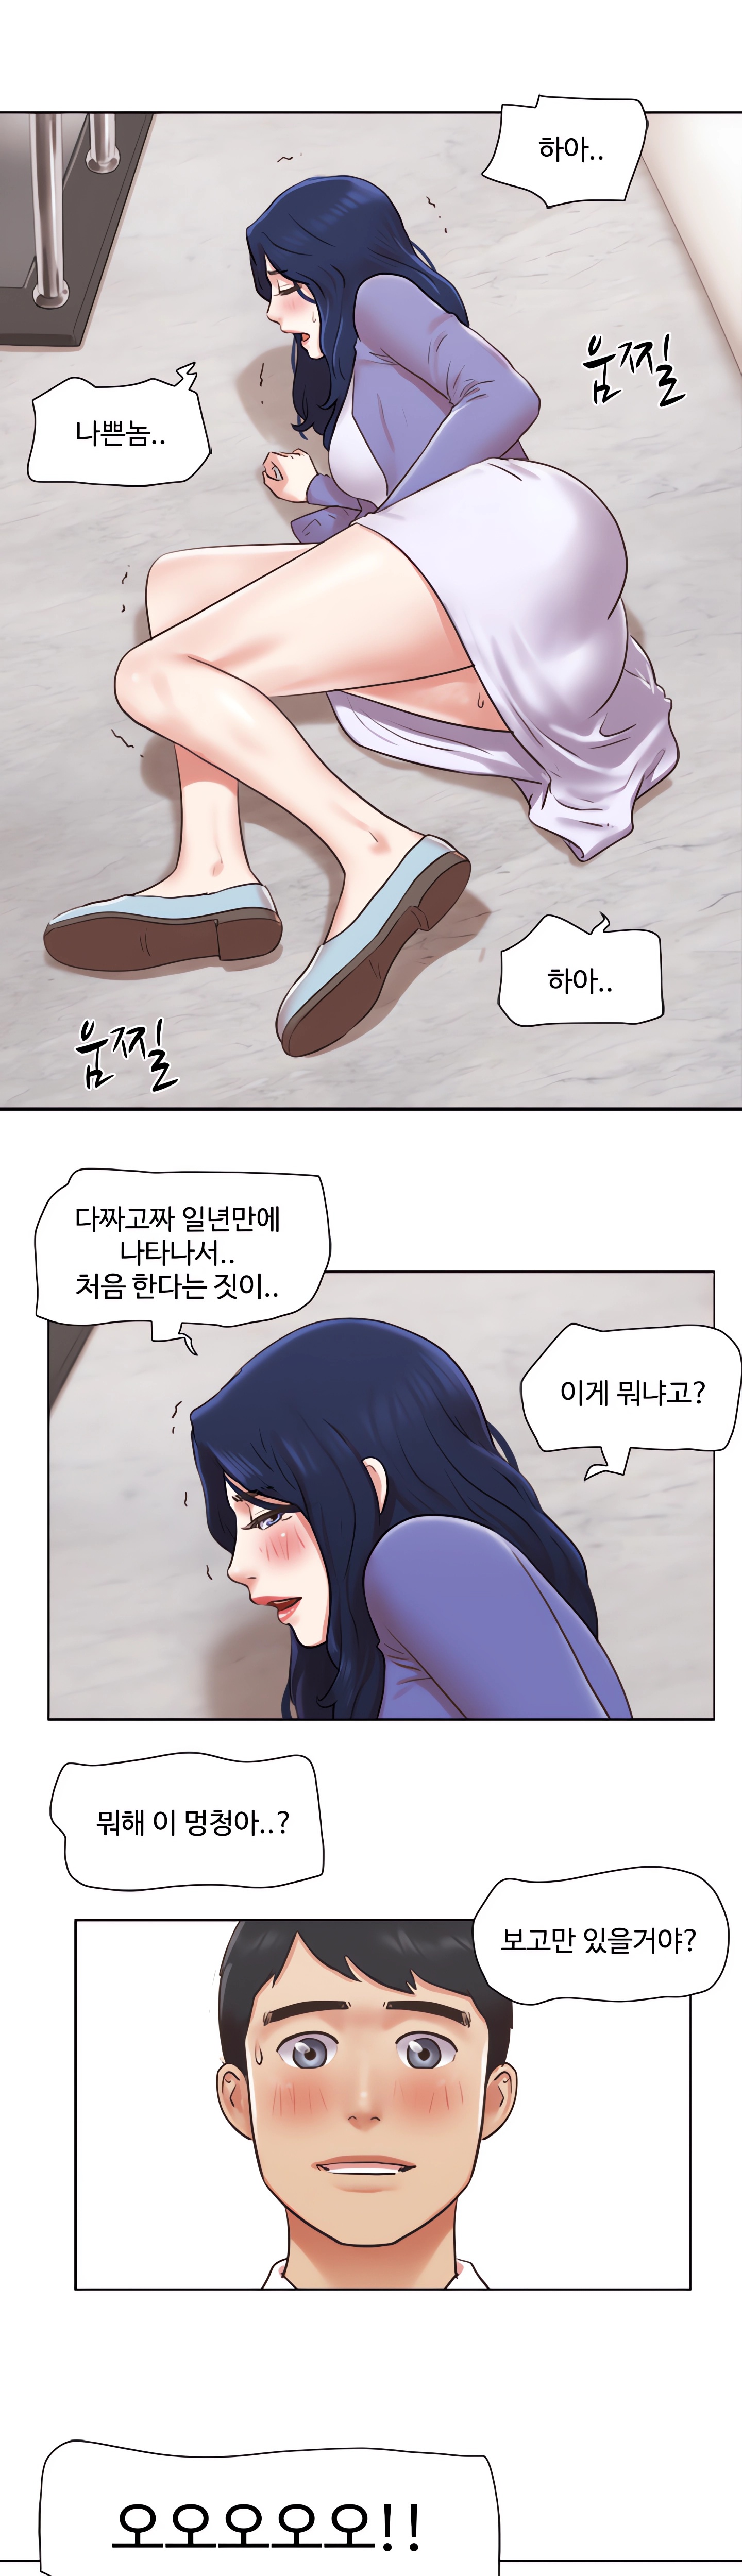 하아..
움찔
나쁜놈..
하아..
움찔
다짜고짜 일년만에
나타나서..
처음 한다는 짓이..
이게 뭐냐고?
뭐해 이 멍청아..?
보고만 있을거야?
오오오오오!!